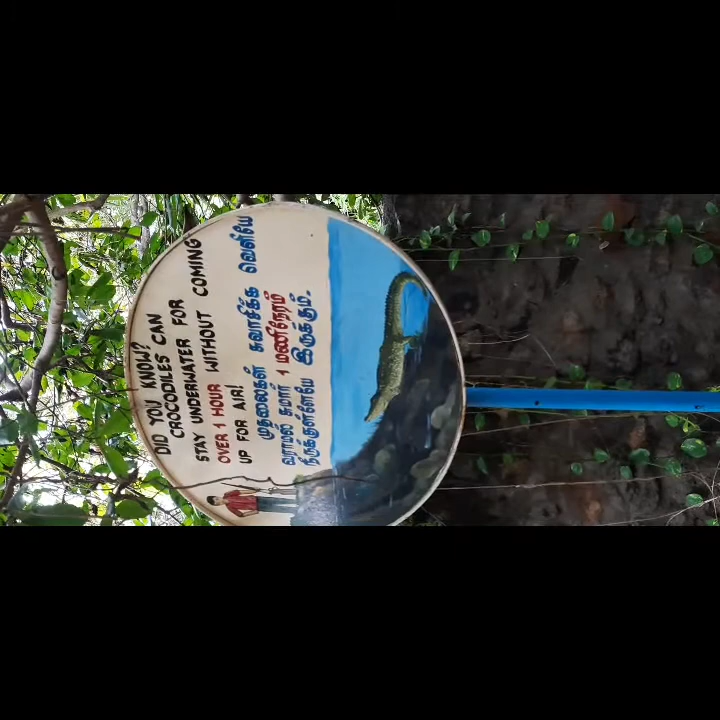 DID YOU KNOW?
CROCODILES CAN
STAY UNDERWATER FOR
OVER 1 HOUR WITHOUT COMING
UP FOR AIR!
முதலைகள் சுவாசிக்க வெளியே
வராமல் சுமார் 1 மணிநேரம்
நீருக்குள்ளேயே இருக்கும்.